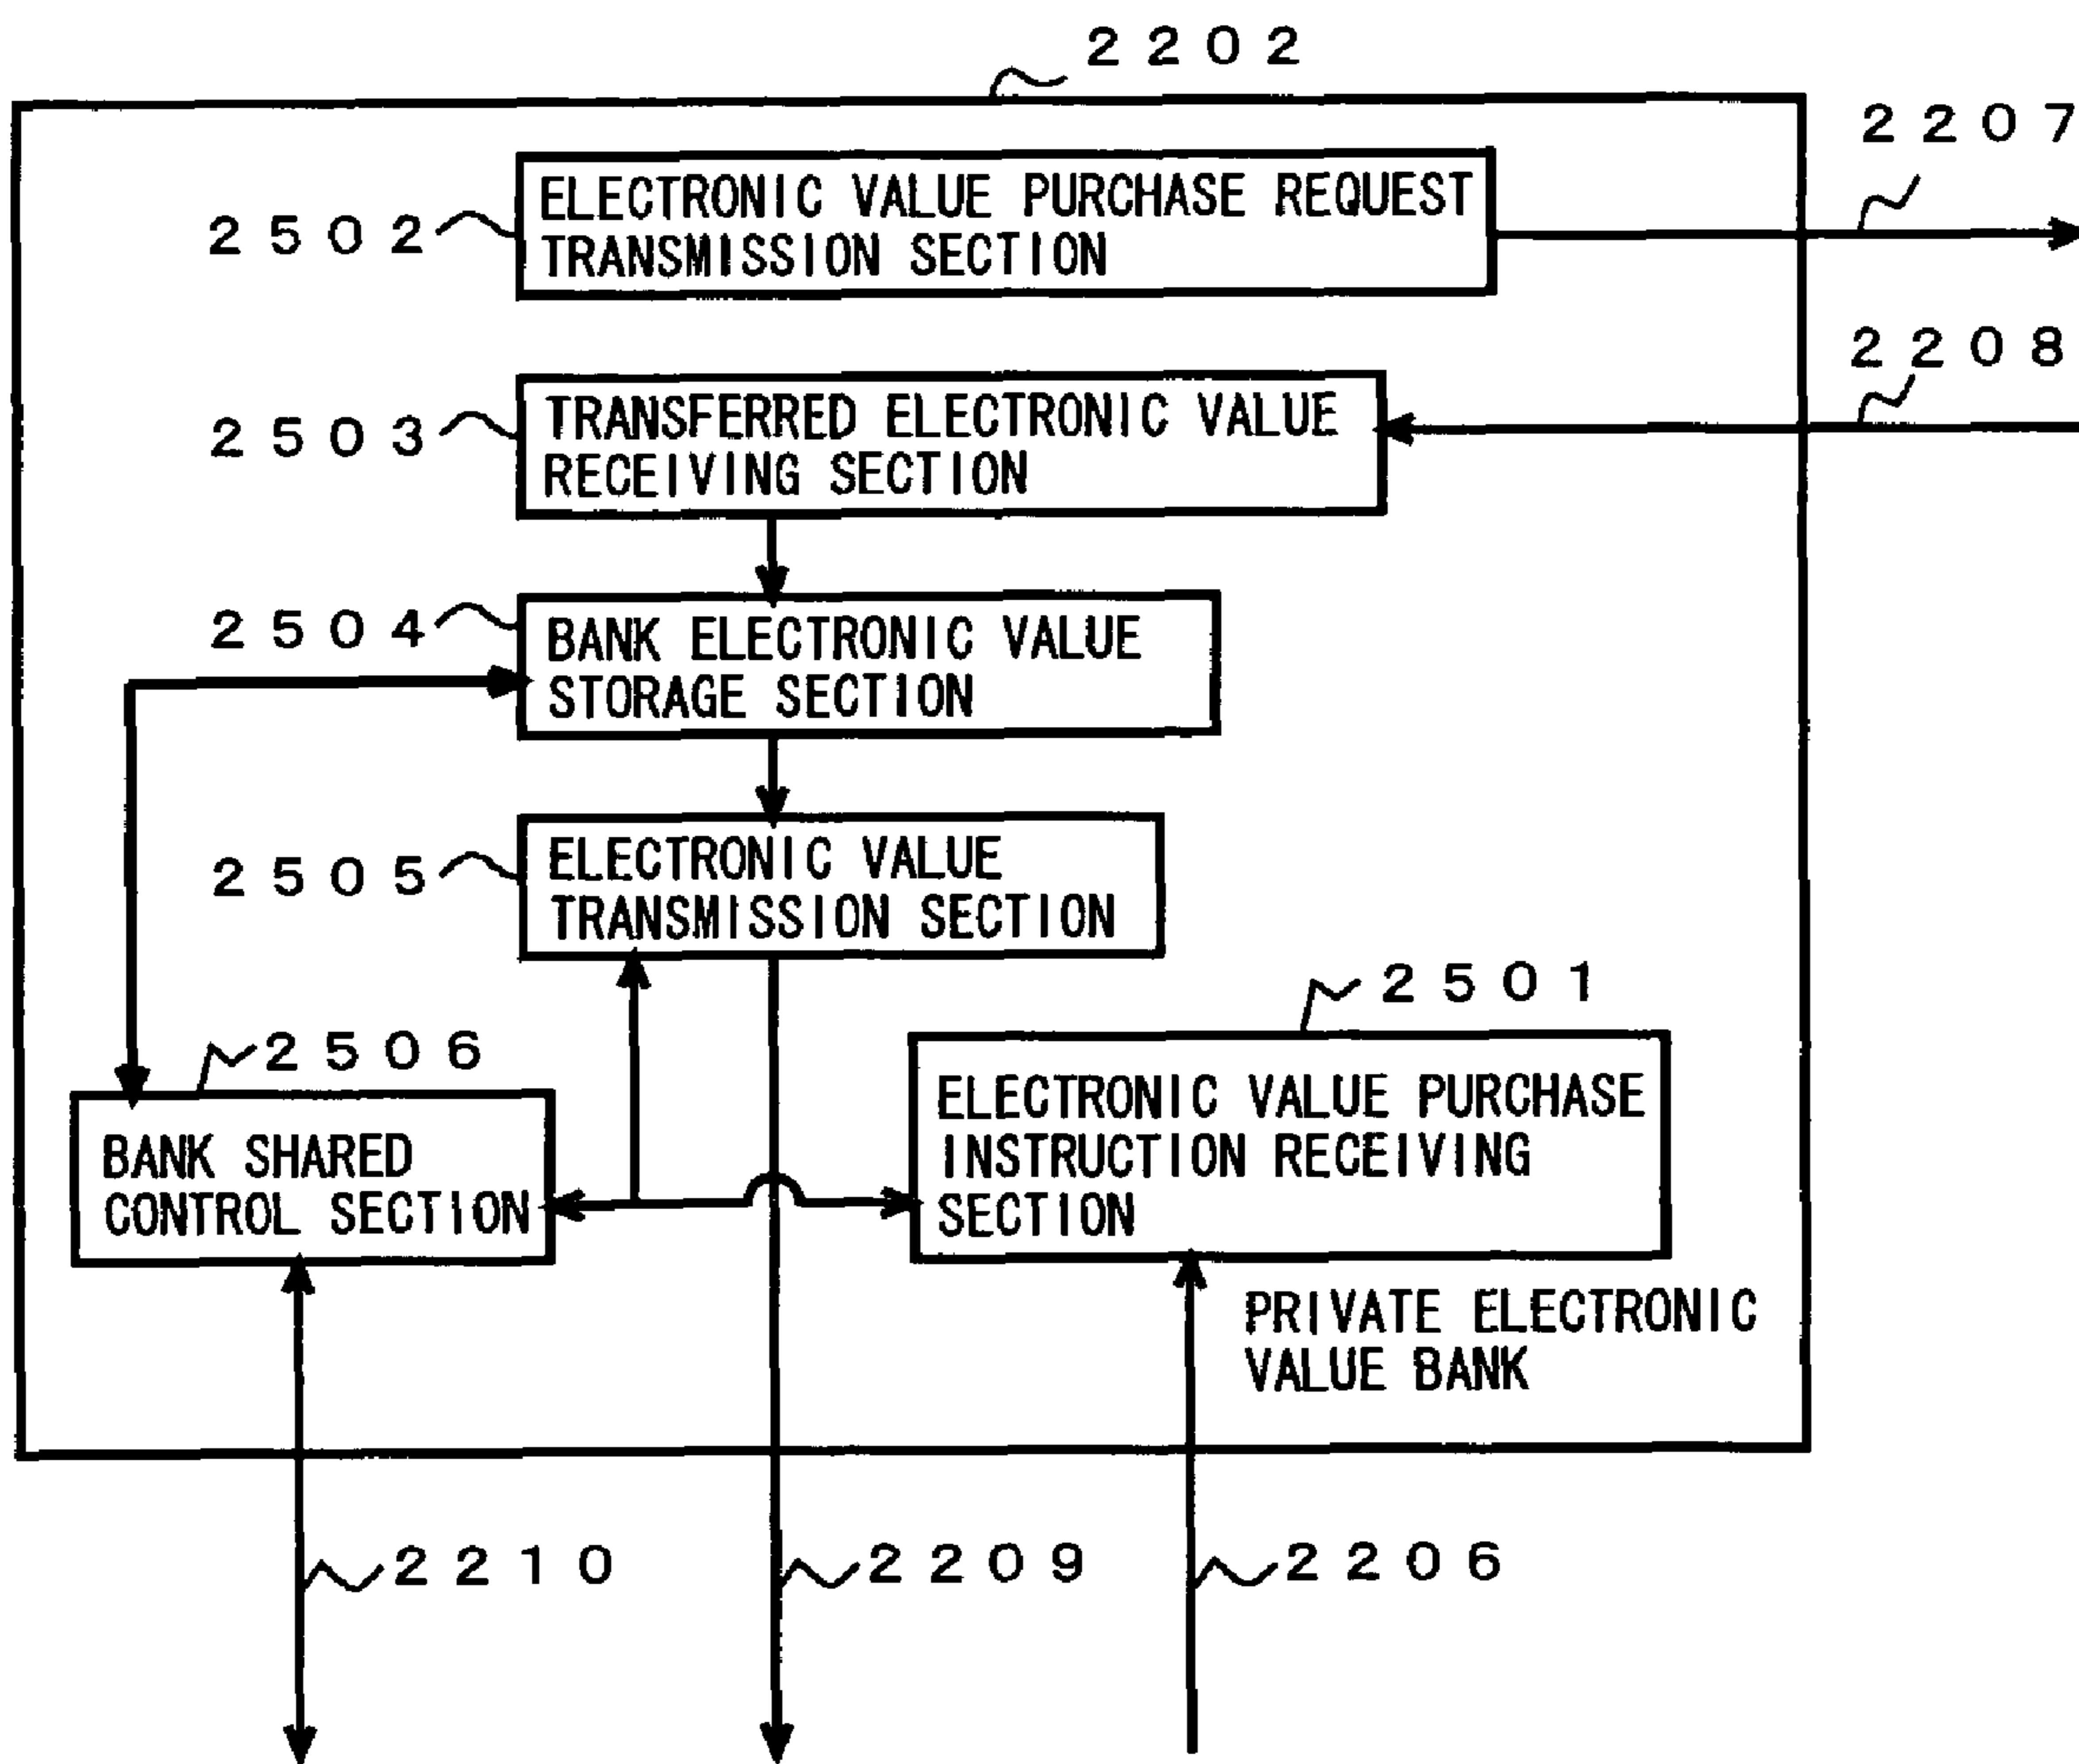 2202
2207
ELECTRONIC VALUE PURCHASE REQUEST
TRANSMISSION SECTION
2502
2208
TRANSFERRED ELECTRONIC VALUE
RECEIVING SECTION
2503
2504
BANK ELECTRONIC VALUE
STORAGE SECTION
2505
ELECTRONIC VALUE
TRANSMISSION SECTION
2501
2506
ELECTRONIC VALUE PURCHASE
INSTRUCTION RECEIVING
SECTION
BANK SHARED
CONTROL SECTION
PRIVATE ELECTRONIC
VALUE BANK
2210
2209
2206